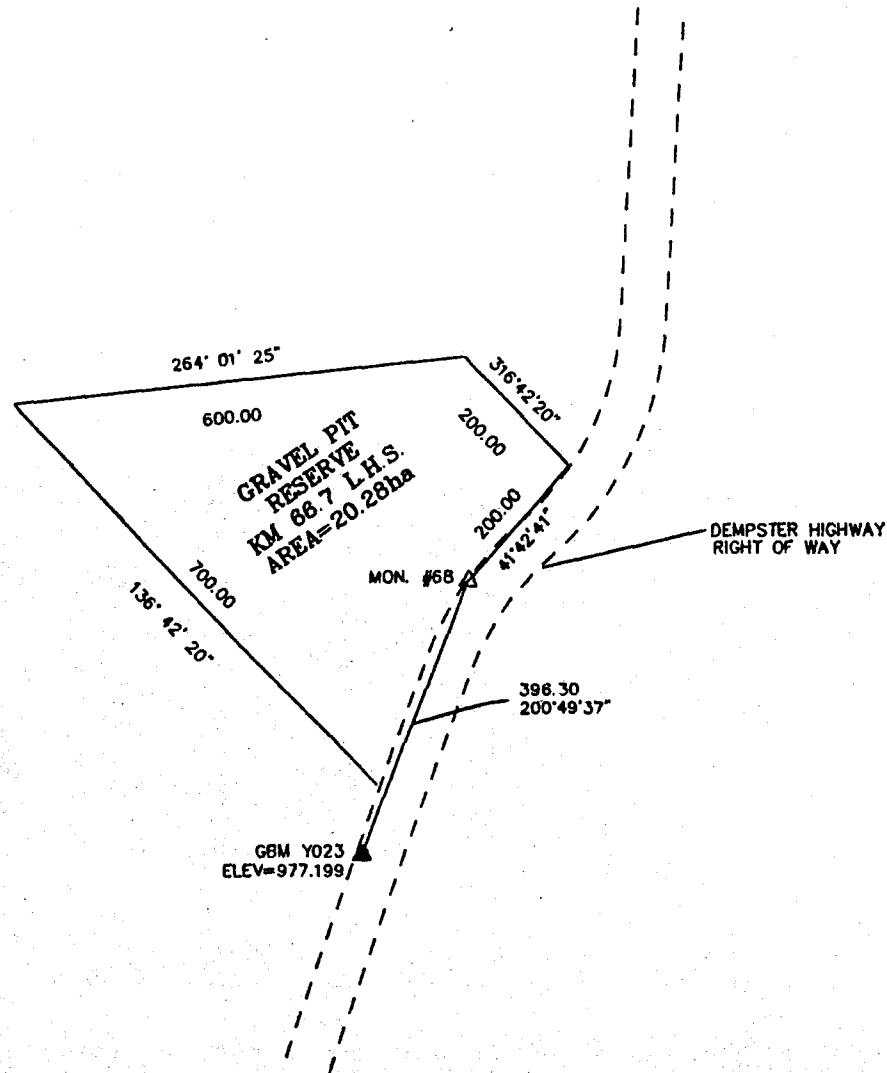 264° 01' 25"
316°42'20"
600.00
200.00
GRAVEL PIT
RESERVE
KM 66.7 L.H.S.
AREA=20.28ha
200.00
41°42'41"
DEMPSTER HIGHWAY
RIGHT OF WAY
MON. #68
700.00
136° 42' 20"
396.30
200°49'37"
GBM Y023
ELEV=977.199